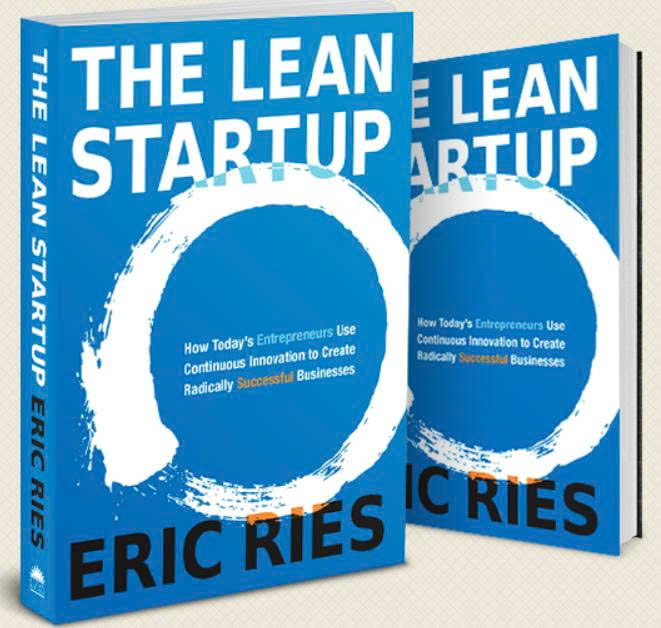 THE LEAN STARTUP ERIC RIES
THE LEAN
STARTUP
How Today's Entrepreneurs Use
Continuous Innovation to Create
Radically Successful Businesses
ERIC RIES
E LEAN
ARTUP
How Today's Entrepreneurs Use
Continuous Innovation to Create
Radically Successful Businesses
IC RIES